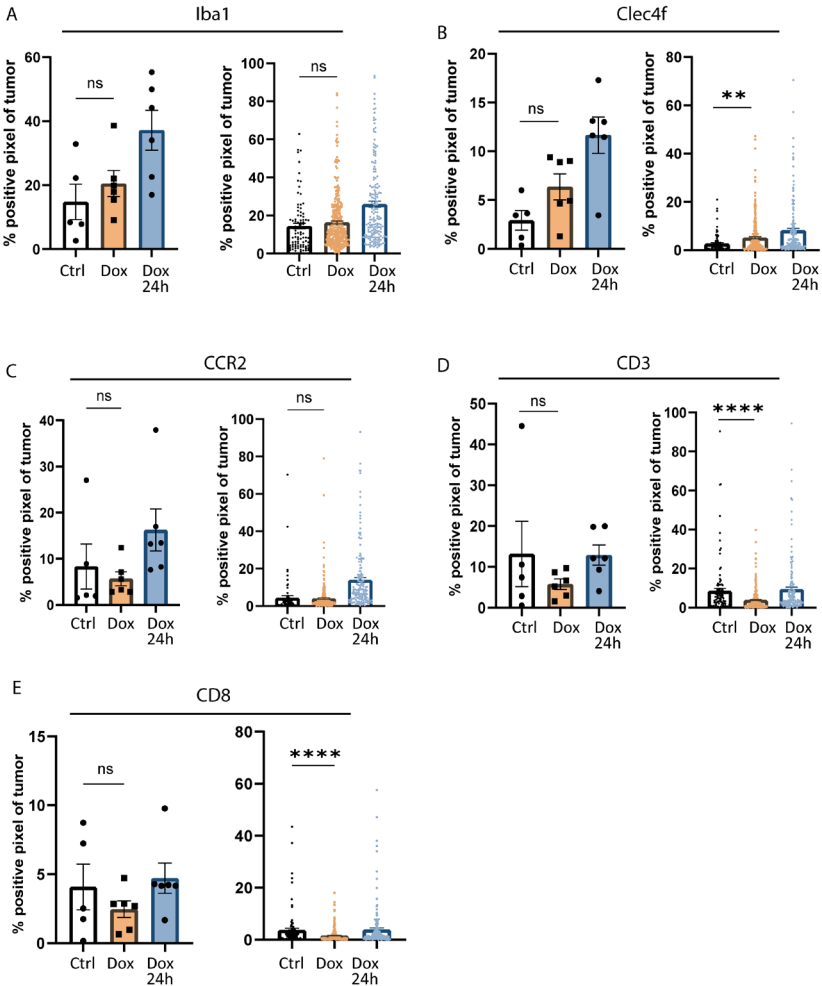 A
Iba1
% positive pixel of tumor
60
40
20
0
ns
Ctrl
Dox
Dox
24h
% positive pixel of tumor
100
80
60
40
20
0
ns
Ctrl
Dox
Dox
24h
B
Clec4f
% positive pixel of tumor
20
15
10
5
0
ns
Ctrl
Dox
Dox
24h
% positive pixel of tumor
80
60
40
20
0
**
Ctrl
Dox
Dox
24h
C
CCR2
% positive pixel of tumor
40
30
20
10
0
ns
Ctrl
Dox
Dox
24h
% positive pixel of tumor
100
80
60
40
20
0
ns
Ctrl
Dox
Dox
24h
D
CD3
% positive pixel of tumor
50
40
30
20
10
0
ns
Ctrl
Dox
Dox
24h
% positive pixel of tumor
100
80
60
40
20
0
****
Ctrl
Dox
Dox
24h
E
CD8
% positive pixel of tumor
15
10
5
0
ns
Ctrl
Dox
Dox
24h
% positive pixel of tumor
80
60
40
20
0
****
Ctrl
Dox
Dox
24h